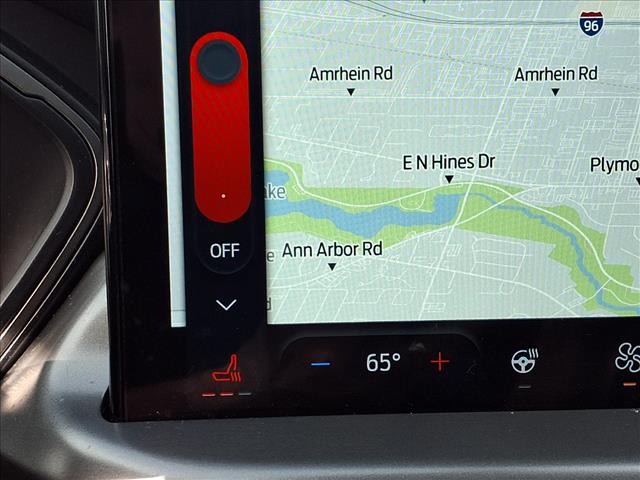 96
Amrhein Rd
Amrhein Rd
E N Hines Dr
Plymo
ake
OFF
e
Ann Arbor Rd
d
65°